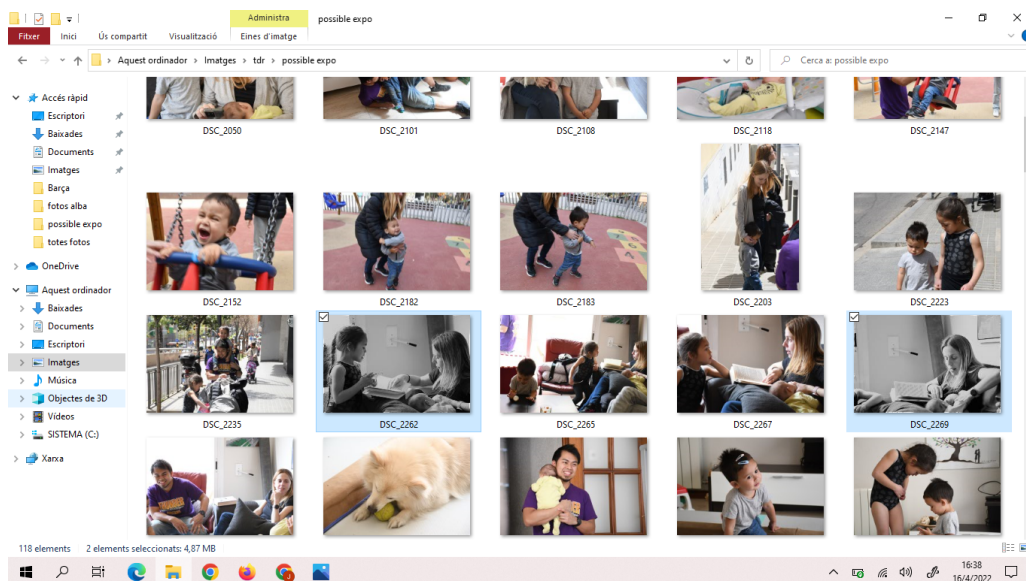 Administra
possible expo
Fitxer
Inici
Ús compartit
Visualització
Eines d'imatge
Aquest ordinador > Imatges > tdr > possible expo
Cerca a: possible expo
Accés ràpid
Escriptori
Baixades
Documents
Imatges
Barça
fotos alba
possible expo
totes fotos
OneDrive
Aquest ordinador
Baixades
Documents
Escriptori
Imatges
Música
Objectes de 3D
Vídeos
SISTEMA (C:)
Xarxa
DSC_2050
DSC_2101
DSC_2108
DSC_2118
DSC_2147
DSC_2152
DSC_2182
DSC_2183
DSC_2203
DSC_2223
DSC_2235
DSC_2262
DSC_2265
DSC_2267
DSC_2269
118 elements
2 elements seleccionats: 4,87 MB
16:38
16/4/2022